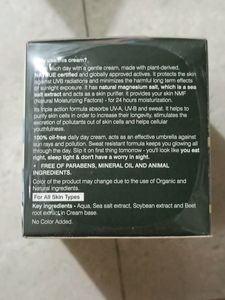 use this cream?
each day with a gentle cream, made with plant-derived,
NATRUE certified and globally approved actives. It protects the skin
against UVB radiations and minimizes the harmful long term effects
of sunlight exposure. It has natural magnesium salt, which is a sea
salt extract and acts as a skin purifier. It provides your skin NMF
(Natural Moisturizing Factors) - for 24 hours moisturization.
Its triple action formula absorbs UV-A, UV-B and sweat. It helps to
purify skin cells in order to increase their longevity, stimulates the
secretion of pollutants out of skin cells and helps cellular
youthfulness.
100% oil-free daily day cream, acts as an effective umbrella against
sun rays and pollution. Sweat resistant formula keeps you glowing all
through the day. Slip it on first thing tomorrow - you'll look like you eat
right, sleep tight & don't have a worry in sight.
• FREE OF PARABENS, MINERAL OIL AND ANIMAL
INGREDIENTS.
Color of the product may change due to the use of Organic and
Natural ingredients.
For All Skin Types
Key Ingredients - Aqua, Sea salt extract, Soybean extract and Beet
root extract in Cream base.
No Color Added.